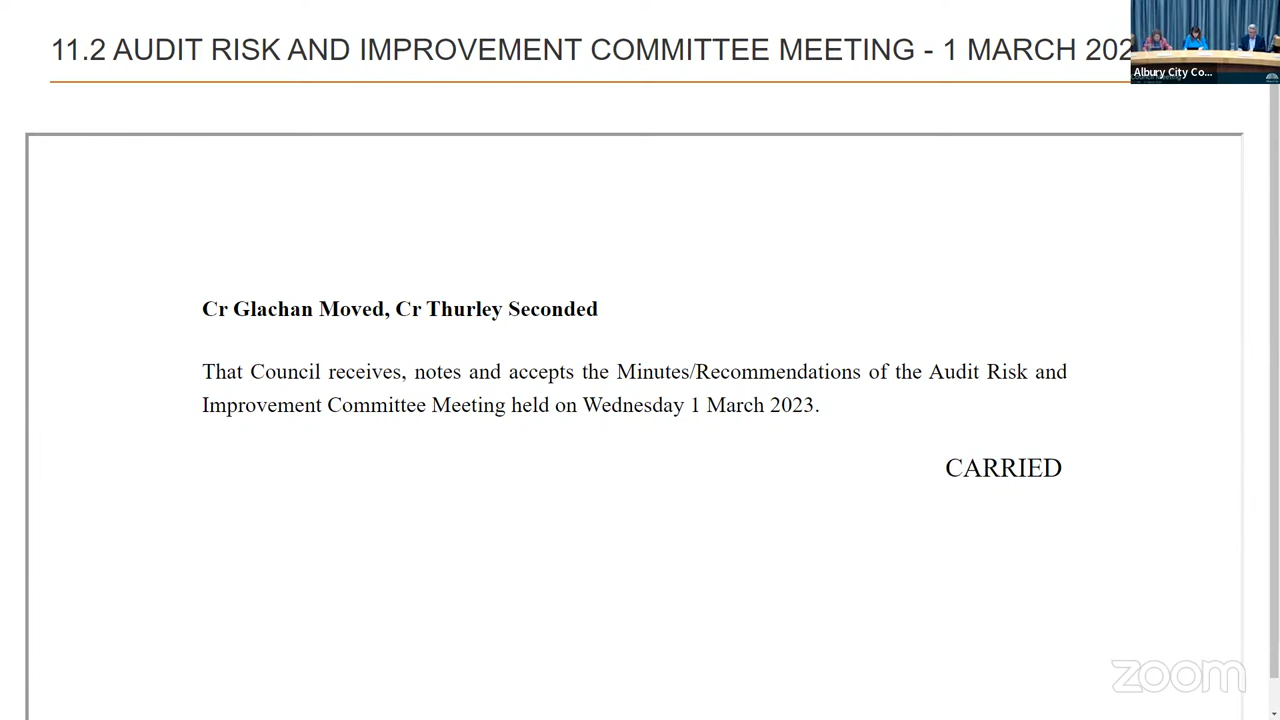 11.2 AUDIT RISK AND IMPROVEMENT COMMITTEE MEETING - 1 MARCH 202
Albury City Co...
Cr Glachan Moved, Cr Thurley Seconded
That Council receives, notes and accepts the Minutes/Recommendations of the Audit Risk and
Improvement Committee Meeting held on Wednesday 1 March 2023.
CARRIED
zoom